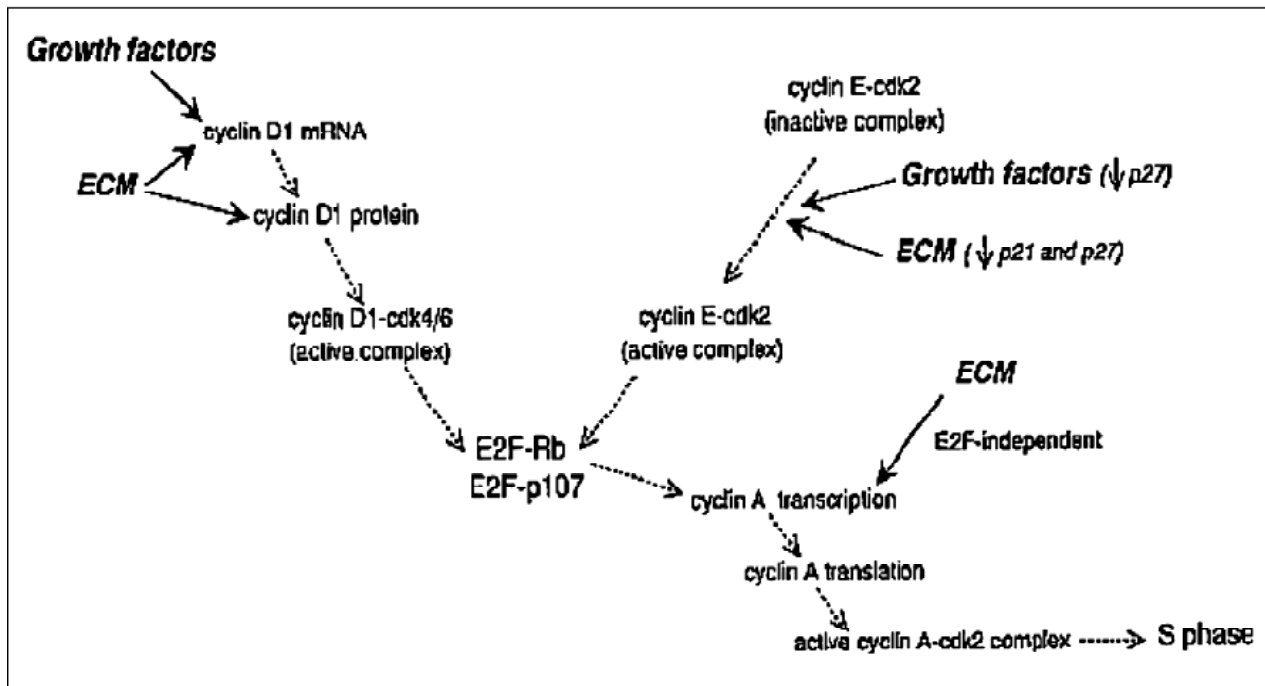 Growth factors
cyclin D1 mRNA
ECM
cyclin D1 protein
cyclin D1-cdk4/6
(active complex)
cyclin E-cdk2
(inactive complex)
Growth factors (↓ p27)
ECM (↓ p21 and p27)
cyclin E-cdk2
(active complex)
ECM
E2F-independent
E2F-Rb
E2F-p107
cyclin A transcription
cyclin A translation
active cyclin A-cdk2 complex
S phase